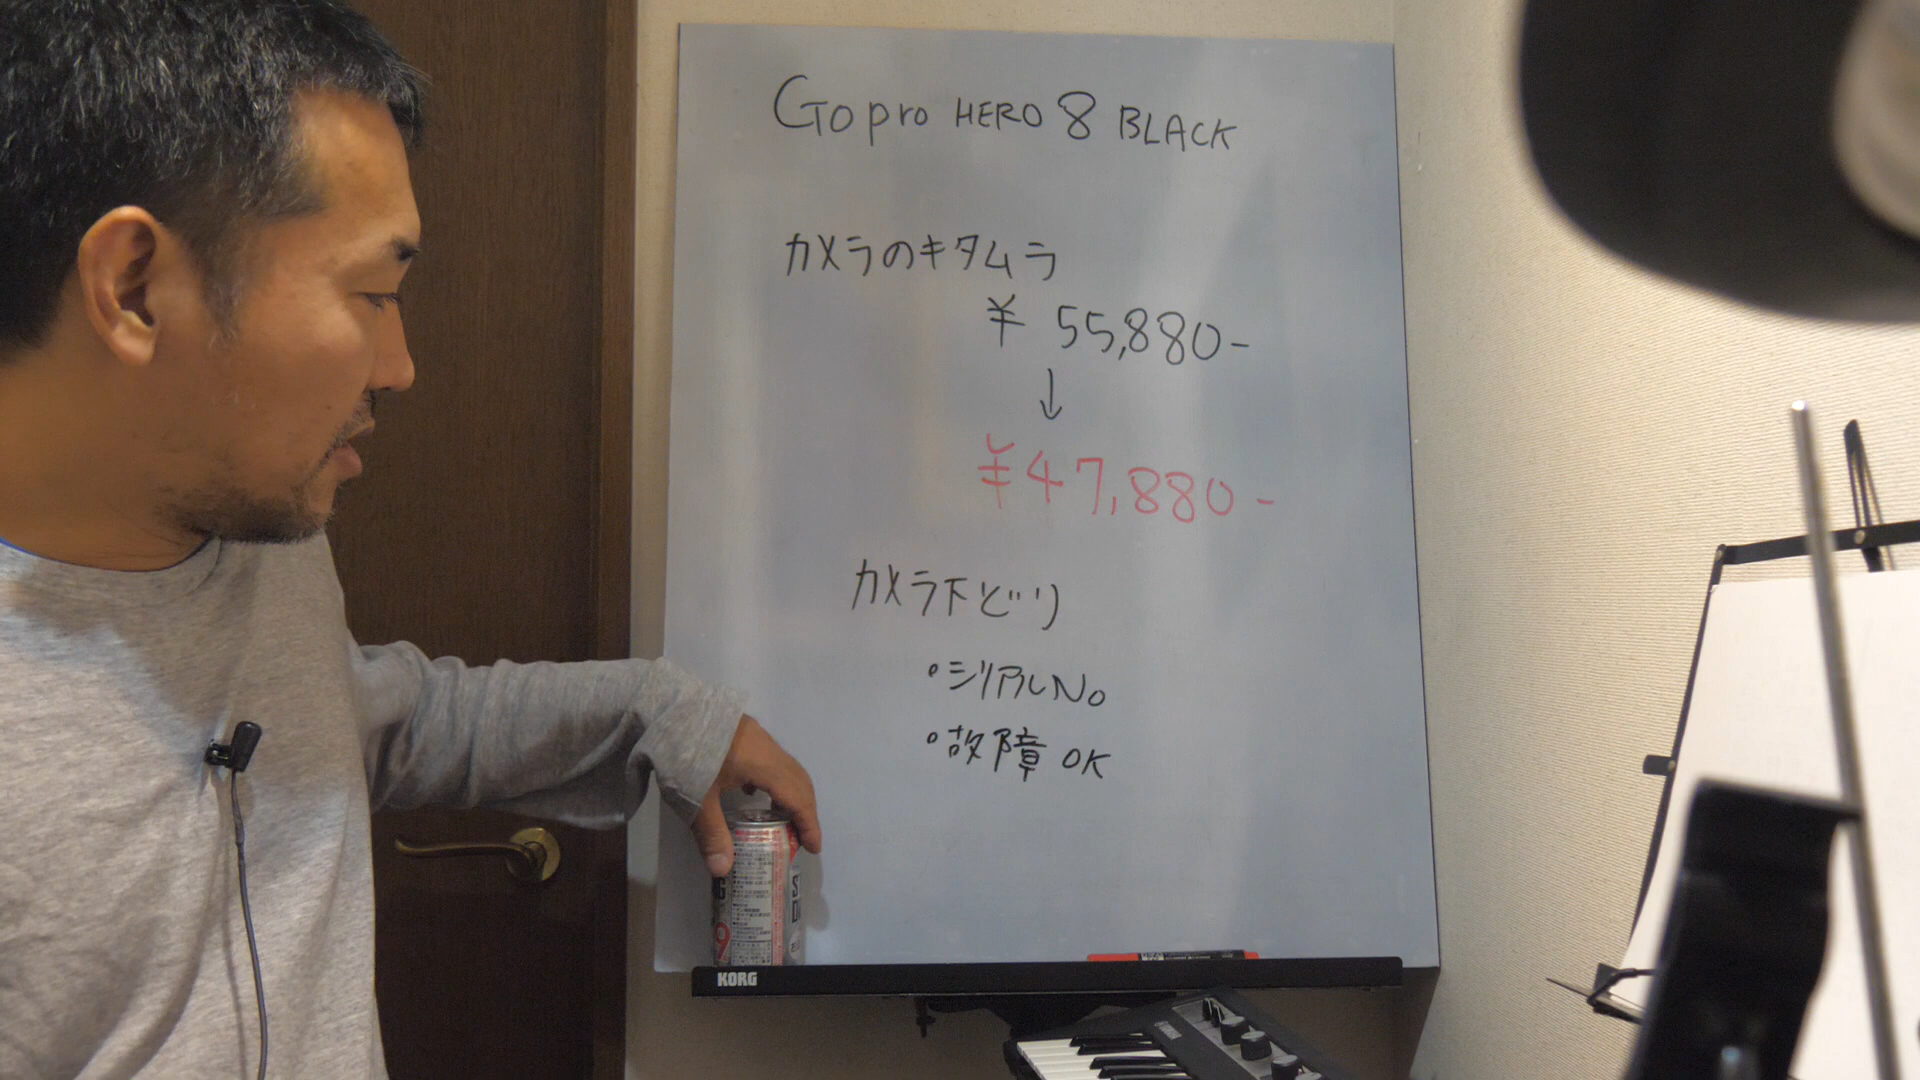 Gopro HERO 8 BLACK
カメラのキタムラ
¥ 55,880-
↓
¥47,880-
カメラ下どり
・シリアルNo
・故障 OK
KORG
9